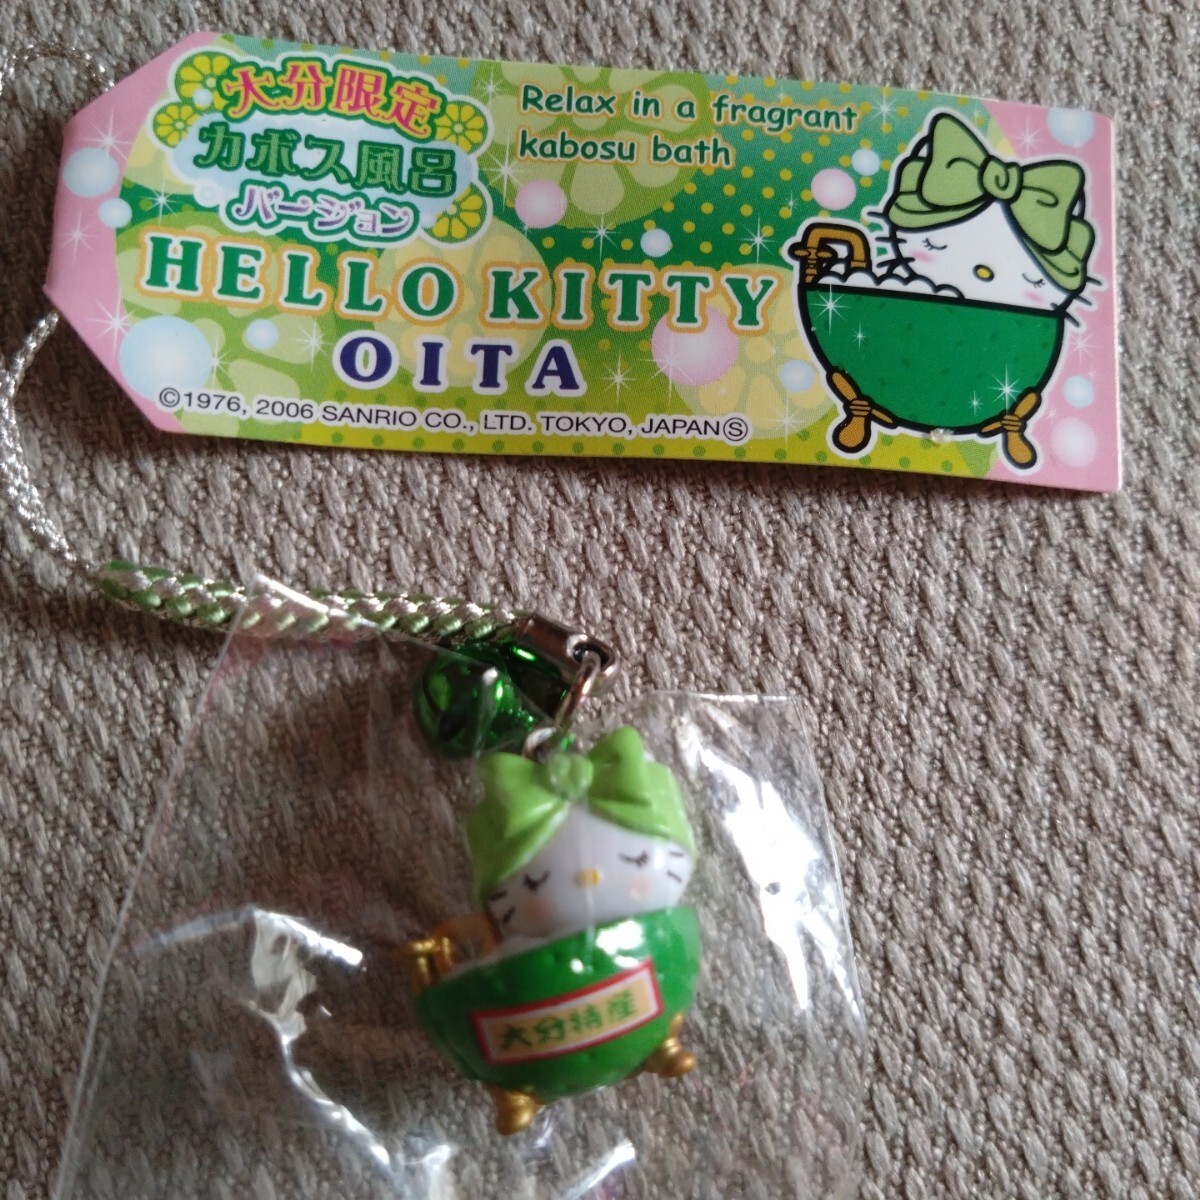 大分限定
カボス風呂
バージョン
Relax in a fragrant
kabosu bath
HELLO KITTY
OITA
©1976, 2006 SANRIO CO., LTD. TOKYO, JAPAN Ⓢ
大分特産